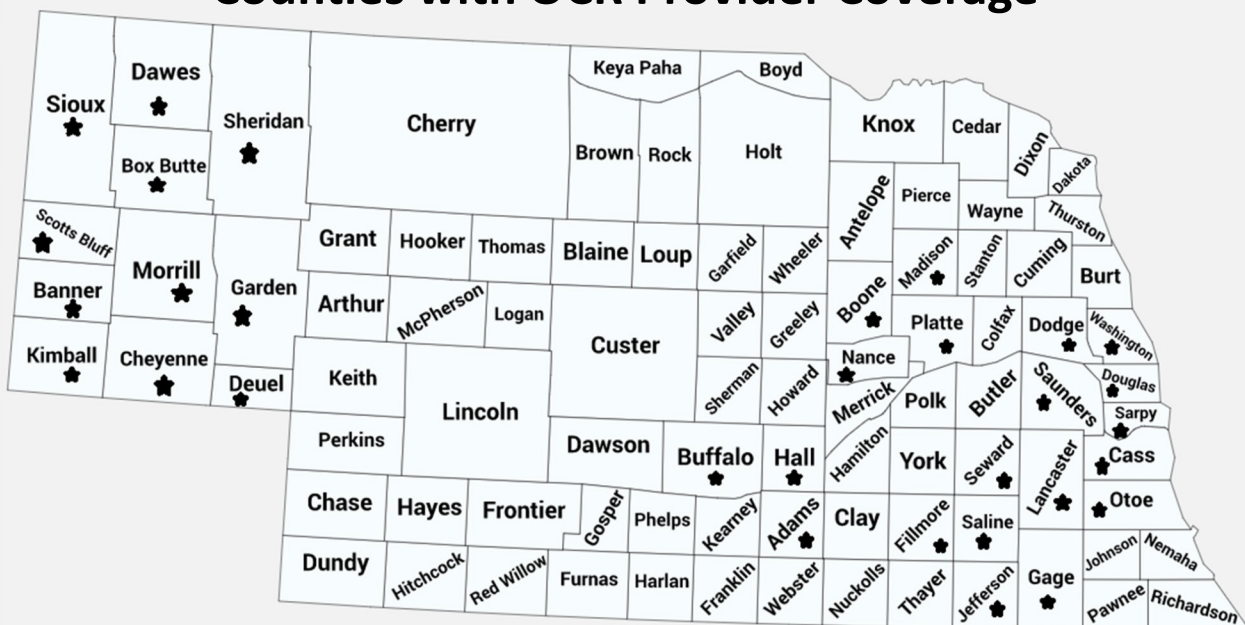 Counties with OCR Provider Coverage
Sioux
Dawes
Box Butte
Sheridan
Cherry
Keya Paha
Boyd
Brown
Rock
Holt
Knox
Cedar
Dixon
Dakota
Scotts Bluff
Banner
Kimball
Morrill
Cheyenne
Garden
Deuel
Grant
Hooker
Thomas
Blaine
Loup
Garfield
Wheeler
Antelope
Pierce
Wayne
Thurston
Arthur
McPherson
Logan
Custer
Valley
Greeley
Boone
Madison
Stanton
Cuming
Burt
Keith
Lincoln
Sherman
Howard
Nance
Platte
Colfax
Dodge
Washington
Perkins
Dawson
Buffalo
Hall
Merrick
Hamilton
Polk
Butler
Saunders
Douglas
Sarpy
York
Seward
Lancaster
Cass
Otoe
Chase
Hayes
Frontier
Gosper
Phelps
Kearney
Adams
Clay
Fillmore
Saline
Dundy
Hitchcock
Red Willow
Furnas
Harlan
Franklin
Webster
Nuckolls
Thayer
Jefferson
Gage
Johnson
Nemaha
Pawnee
Richardson